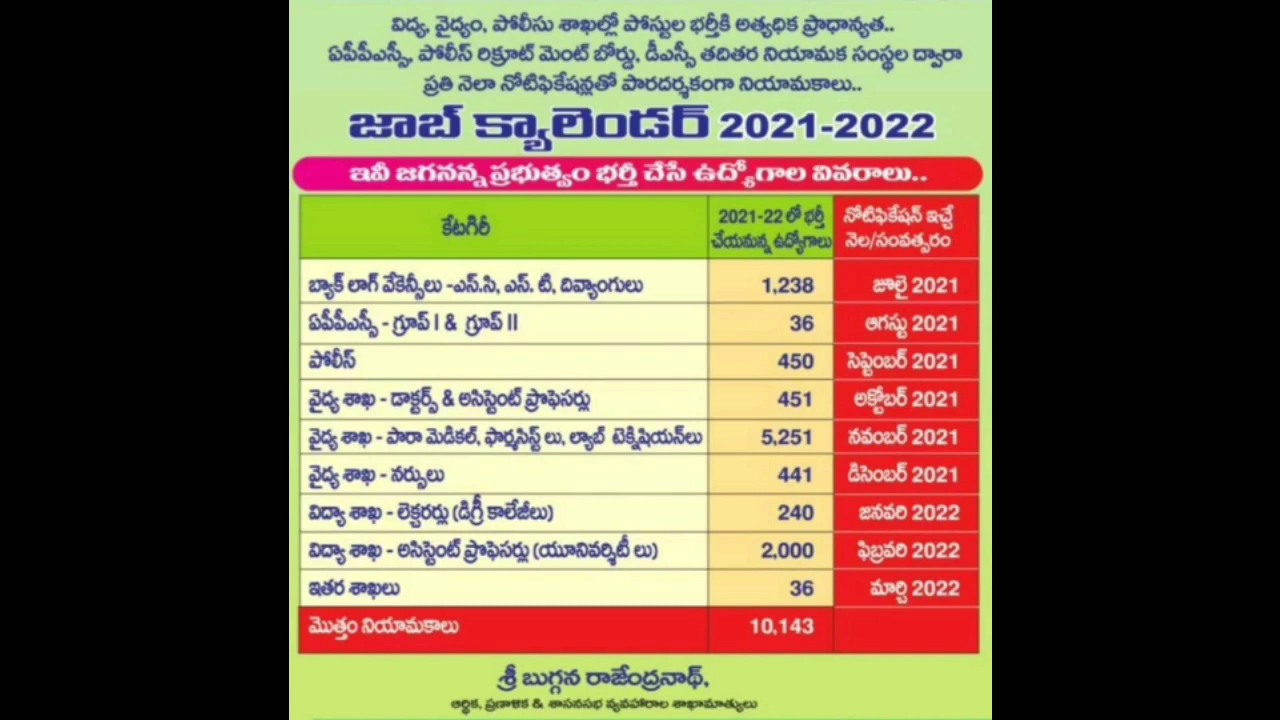 విద్య, వైద్యం, పోలీసు శాఖల్లో పోస్టుల భర్తీకి అత్యధిక ప్రాధాన్యత..
ఏపీపీఎస్సీ, పోలీస్ రిక్రూట్ మెంట్ బోర్డు, డీఎస్సీ తదితర నియామక సంస్థల ద్వారా
ప్రతి నెలా నోటిఫికేషన్లతో పారదర్శకంగా నియామకాలు..
జాబ్ క్యాలెండర్ 2021-2022
ఇవీ జగనన్న ప్రభుత్వం భర్తీ చేసే ఉద్యోగాల వివరాలు..
కేటగిరీ 2021-22 లో భర్తీ చేయనున్న ఉద్యోగాలు నోటిఫికేషన్ ఇచ్చే నెల/సంవత్సరం
బ్యాక్ లాగ్ వేకెన్సీలు -ఎస్.సి, ఎస్. టి, దివ్యాంగులు 1,238 జూలై 2021
ఏపీపీఎస్సీ - గ్రూప్ I & గ్రూప్ II 36 ఆగస్టు 2021
పోలీస్ 450 సెప్టెంబర్ 2021
వైద్య శాఖ - డాక్టర్స్ & అసిస్టెంట్ ప్రొఫెసర్లు 451 అక్టోబర్ 2021
వైద్య శాఖ - పారా మెడికల్, ఫార్మసిస్ట్ లు, ల్యాబ్ టెక్నిషియన్‌లు 5,251 నవంబర్ 2021
వైద్య శాఖ - నర్సులు 441 డిసెంబర్ 2021
విద్యా శాఖ - లెక్చరర్లు (డిగ్రీ కాలేజీలు) 240 జనవరి 2022
విద్యా శాఖ - అసిస్టెంట్ ప్రొఫెసర్లు (యూనివర్శిటీ లు) 2,000 ఫిబ్రవరి 2022
ఇతర శాఖలు 36 మార్చి 2022
మొత్తం నియామకాలు 10,143
శ్రీ బుగ్గన రాజేంద్రనాథ్,
ఆర్థిక, ప్రణాళిక & శాసనసభ వ్యవహారాల శాఖామాత్యులు